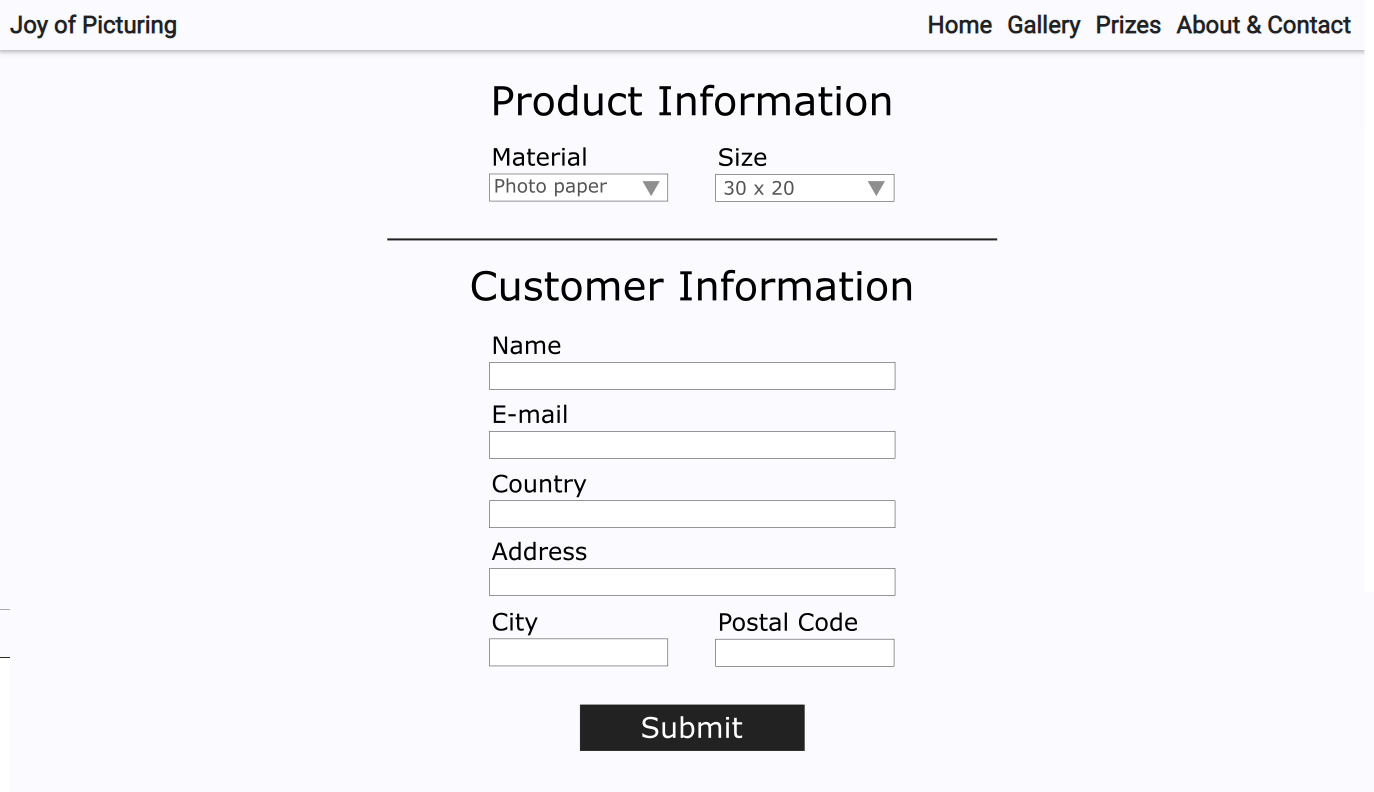 Joy of Picturing Home Gallery Prizes About & Contact
Product Information
Material Size
Photo paper 30 x 20
Customer Information
Name
E-mail
Country
Address
City Postal Code
Submit